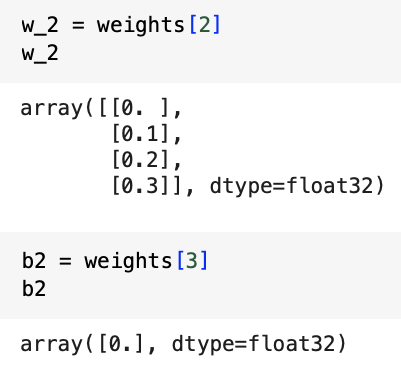 w_2 = weights[2]
w_2
array([[0. ],
       [0.1],
       [0.2],
       [0.3]], dtype=float32)
b2 = weights[3]
b2
array([0.], dtype=float32)